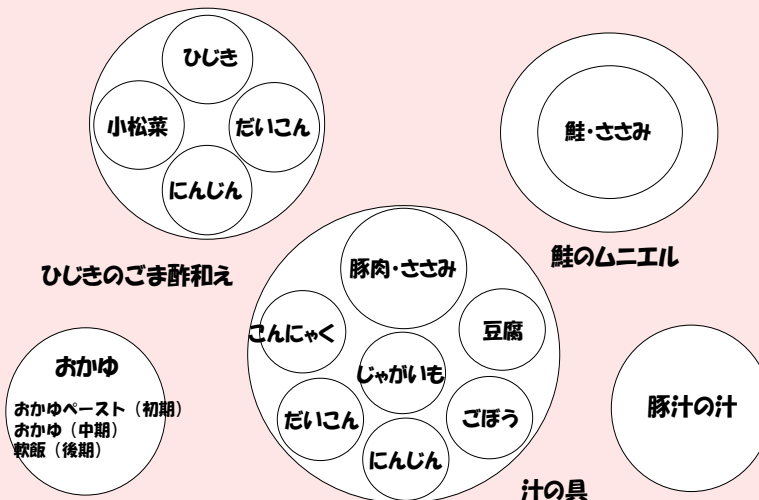 ひじき
小松菜
だいこん
にんじん
ひじきのごま酢和え
鮭・ささみ
鮭のムニエル
豚肉・ささみ
こんにゃく
豆腐
じゃがいも
だいこん
ごぼう
にんじん
汁の具
おかゆ
おかゆペースト（初期）
おかゆ（中期）
軟飯（後期）
豚汁の汁